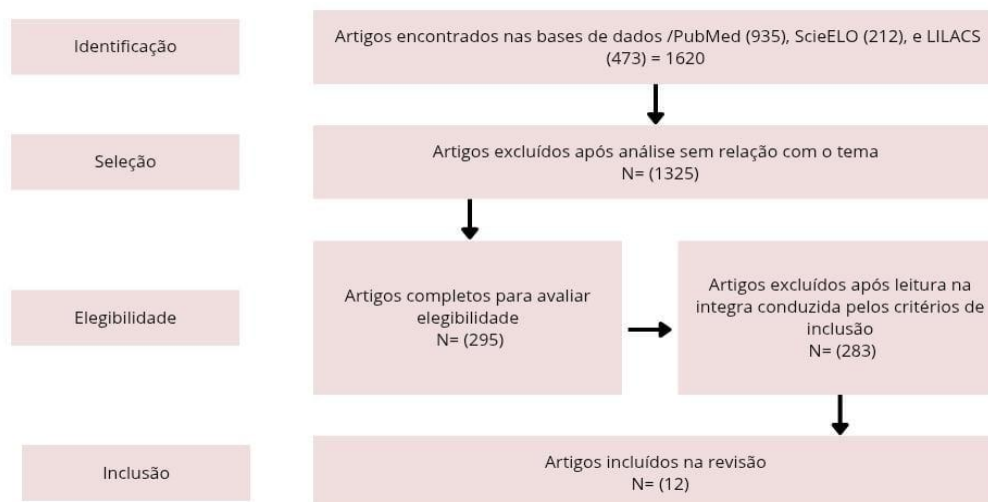 Identificação
Artigos encontrados nas bases de dados /PubMed (935), ScieELO (212), e LILACS
(473) = 1620
Seleção
Artigos excluídos após análise sem relação com o tema
N= (1325)
Elegibilidade
Artigos completos para avaliar
elegibilidade
N= (295)
Artigos excluídos após leitura na
integra conduzida pelos critérios de
inclusão
N= (283)
Inclusão
Artigos incluídos na revisão
N= (12)